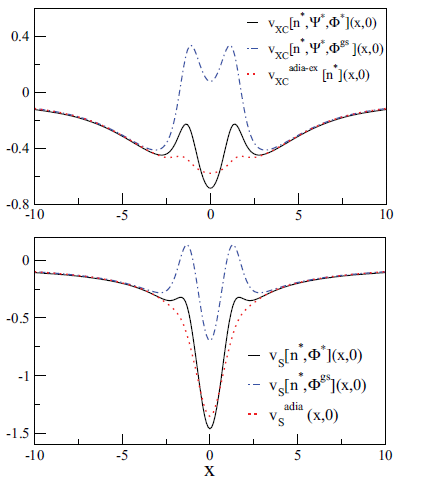 v_XC[n*,Ψ*,Φ*](x,0)
v_XC[n*,Ψ*,Φ^gs](x,0)
v_XC^adia-ex [n*](x,0)
0.4
0
-0.4
-0.8
-10 -5 0 5 10
0
-0.5
-1
-1.5
v_S[n*,Φ*](x,0)
v_S[n*,Φ^gs](x,0)
v_S^adia (x,0)
-10 -5 0 5 10
x